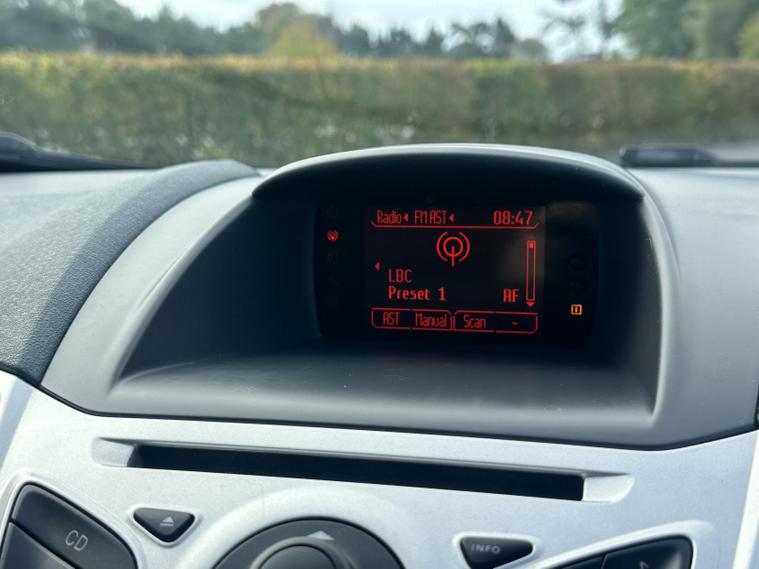 Radio FM AST 08:47
LBC
Preset 1 AF
AST Manual Scan -
CD
INFO